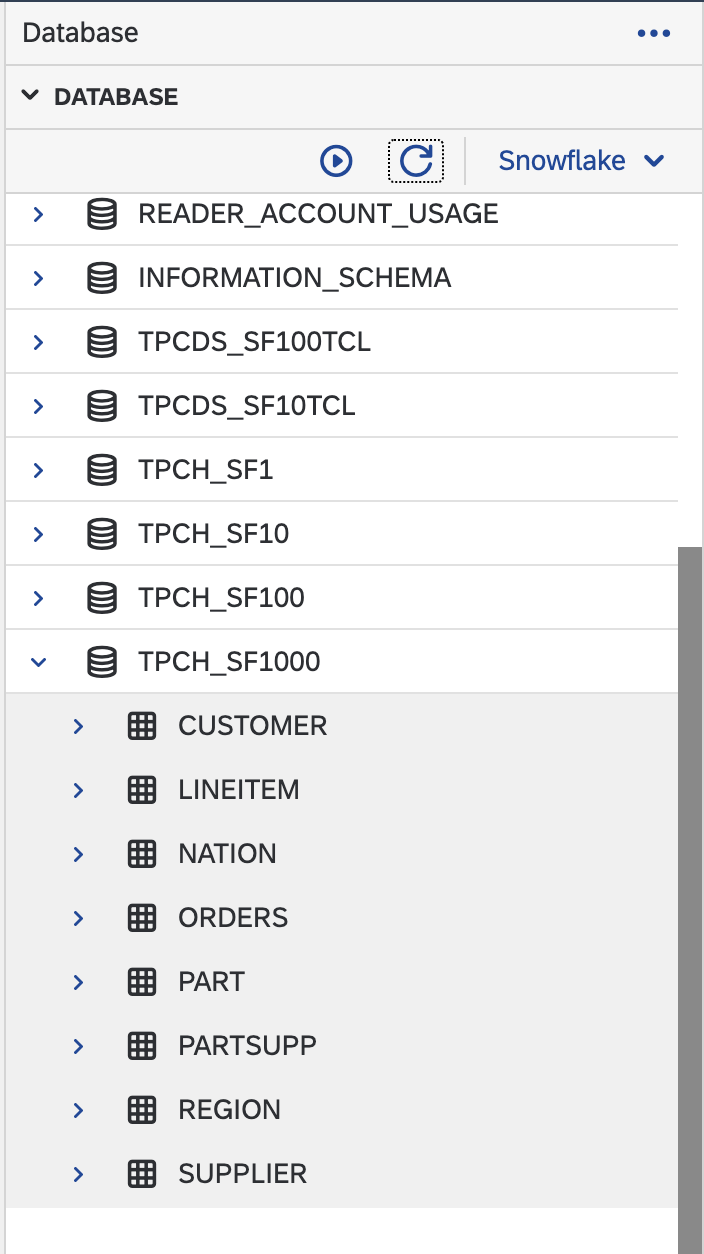 Database
DATABASE
Snowflake
READER_ACCOUNT_USAGE
INFORMATION_SCHEMA
TPCDS_SF100TCL
TPCDS_SF10TCL
TPCH_SF1
TPCH_SF10
TPCH_SF100
TPCH_SF1000
CUSTOMER
LINEITEM
NATION
ORDERS
PART
PARTSUPP
REGION
SUPPLIER